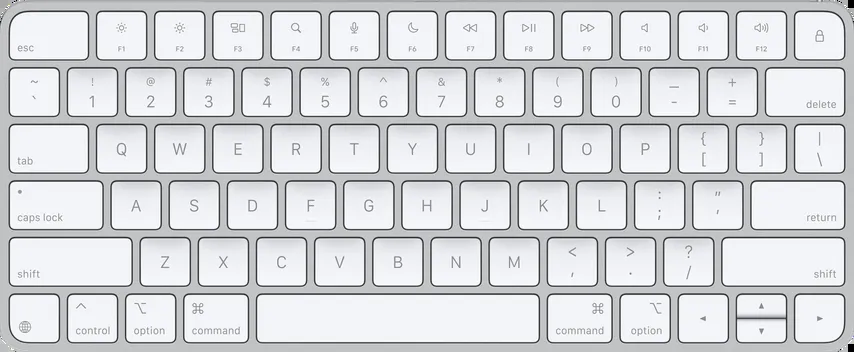 esc F1 F2 F3 F4 F5 F6 F7 F8 F9 F10 F11 F12
~ ! @ # $ % ^ & * ( ) _ +
` 1 2 3 4 5 6 7 8 9 0 - = delete
tab Q W E R T Y U I O P { [ } ] | \
caps lock A S D F G H J K L : ; " ' return
shift Z X C V B N M < , > . ? / shift
^ control ⌥ option ⌘ command ⌘ command ⌥ option ◄ ▲ ▼ ►